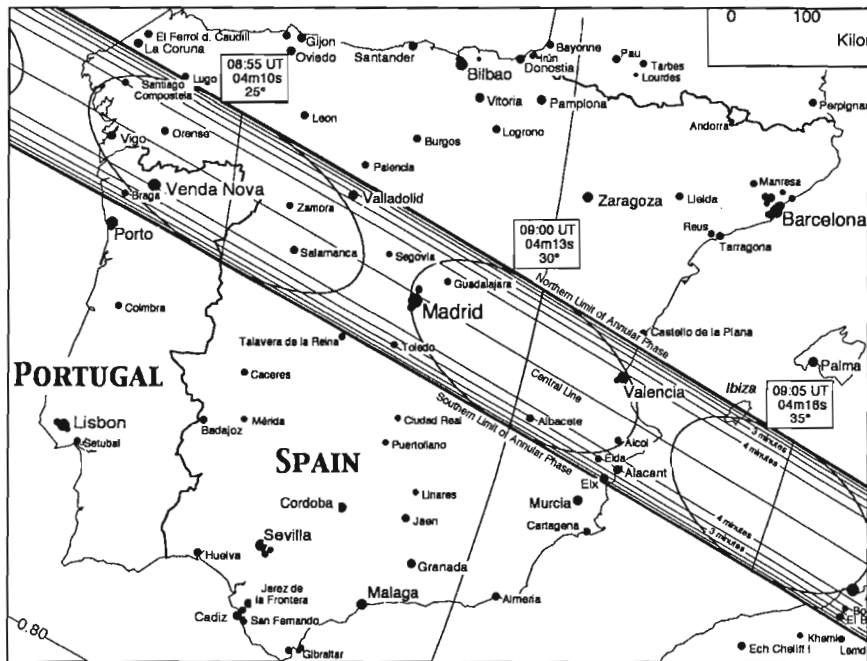 0
100
Kilo
El Ferrol d. Caudill
La Coruna
Gijon
Oviedo
Santander
Bilbao
Irún
Donostia
Bayonne
Pau
Tarbes
Lourdes
08:55 UT
04m10s
25°
Santiago
Compostela
Lugo
Vitoria
Pamplona
Perpignan
Andorra
Vigo
Orense
Leon
Burgos
Logrono
Palencia
Venda Nova
Braga
Valladolid
Zamora
Zaragoza
Lleida
Manresa
Barcelona
Reus
Tarragona
Porto
Salamanca
Segovia
09:00 UT
04m13s
30°
Guadalajara
Madrid
Northern Limit of Annular Phase
Coimbra
Talavera de la Reina
Toledo
Castello de la Plana
Palma
PORTUGAL
Caceres
Central Line
Valencia
Ibiza
09:05 UT
04m16s
35°
Lisbon
Setubal
Badajoz
Mérida
Ciudad Real
Southern Limit of Annular Phase
Albacete
3 minutes
4 minutes
Puertollano
Alcol
SPAIN
Elda
Alacant
Elx
Linares
Cordoba
Jaen
Murcia
Cartagena
4 minutes
3 minutes
Sevilla
Huelva
Granada
Jerez de
la Frontera
Malaga
Almeria
Cadiz
San Fernando
Gibraltar
0.80
Bo
El B
Khemi
Ech Cheliff I
Lema